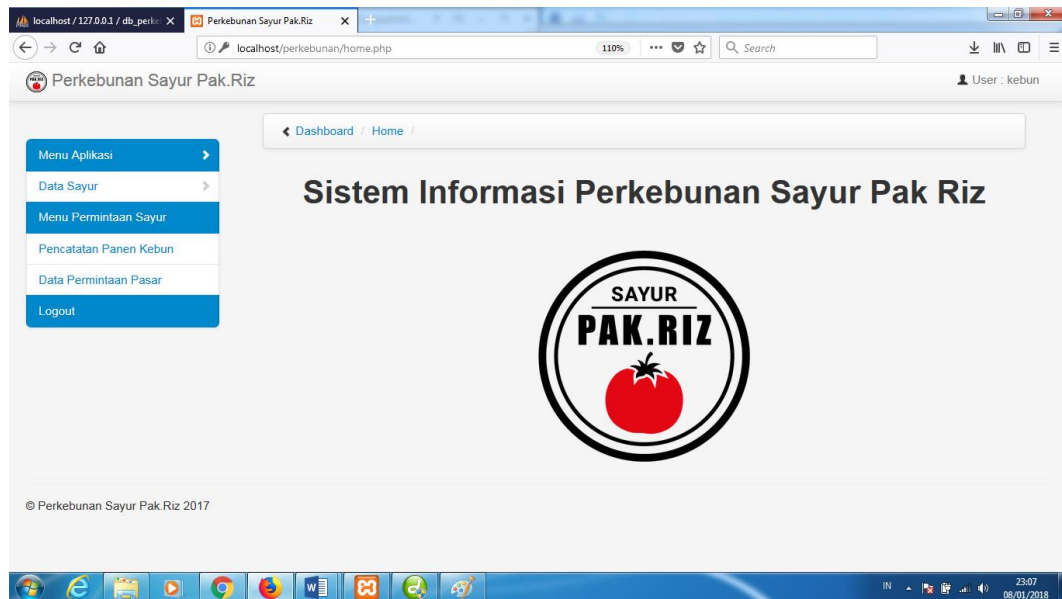 localhost / 127.0.0.1 / db_perke
Perkebunan Sayur Pak.Riz
localhost/perkebunan/home.php
110%
Search
Perkebunan Sayur Pak.Riz
User : kebun
Dashboard / Home /
Menu Aplikasi
Data Sayur
Menu Permintaan Sayur
Pencatatan Panen Kebun
Data Permintaan Pasar
Logout
Sistem Informasi Perkebunan Sayur Pak Riz
SAYUR
PAK.RIZ
© Perkebunan Sayur Pak.Riz 2017
IN
23:07
08/01/2018